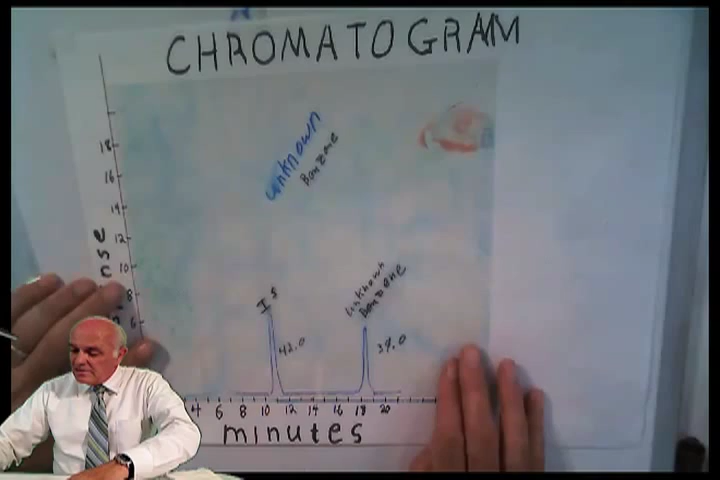 CHROMATOGRAM
unknown
Benzene
18
16
14
12
10
8
6
nse
IS
unknown
Benzene
42.0
39.0
4 6 8 10 12 14 16 18 20
minutes